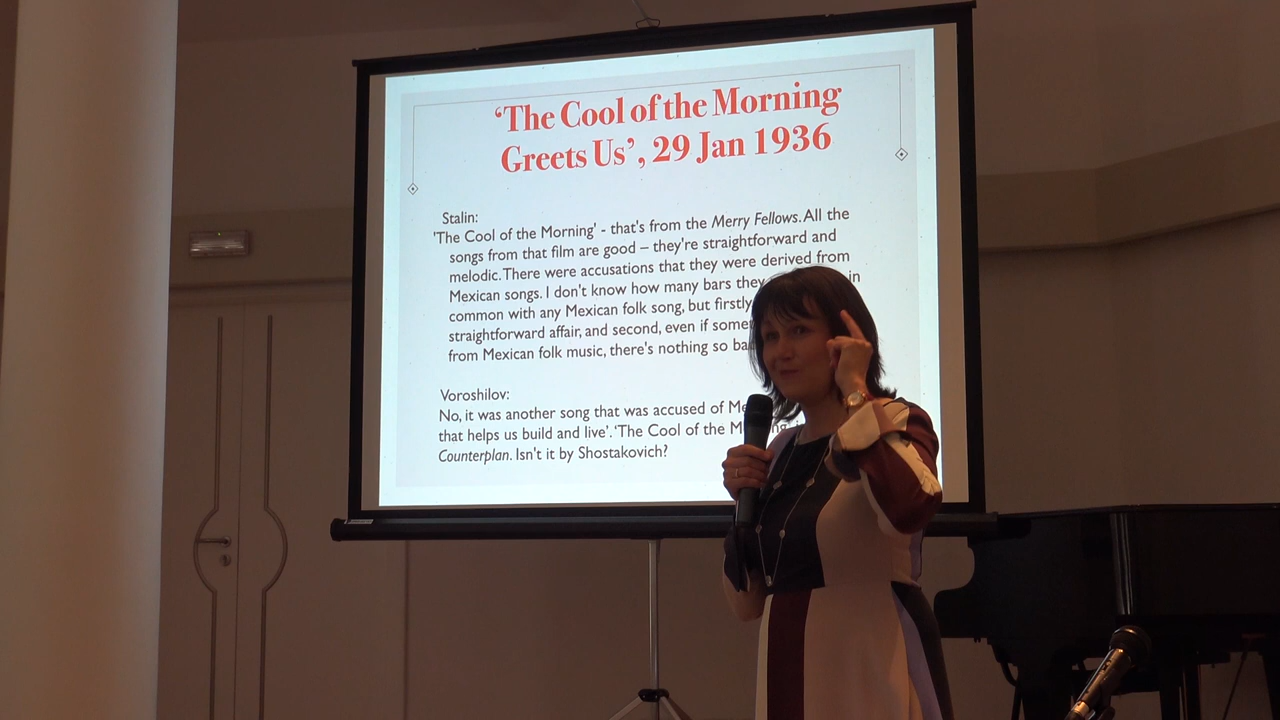 ‘The Cool of the Morning
Greets Us’, 29 Jan 1936
Stalin:
'The Cool of the Morning' - that's from the Merry Fellows. All the
songs from that film are good – they're straightforward and
melodic. There were accusations that they were derived from
Mexican songs. I don't know how many bars they in
common with any Mexican folk song, but firstly
straightforward affair, and second, even if
from Mexican folk music, there's nothing so
Voroshilov:
No, it was another song that was accused of
that helps us build and live'. 'The Cool of the
Counterplan. Isn't it by Shostakovich?